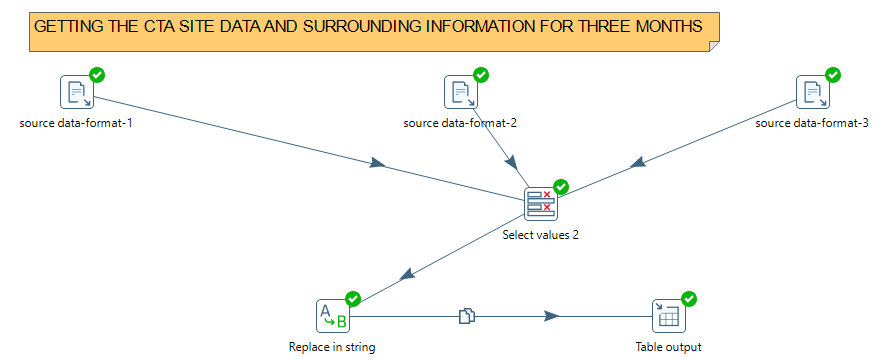 GETTING THE CTA SITE DATA AND SURROUNDING INFORMATION FOR THREE MONTHS
source data-format-1
source data-format-2
source data-format-3
Select values 2
A
B
Replace in string
Table output